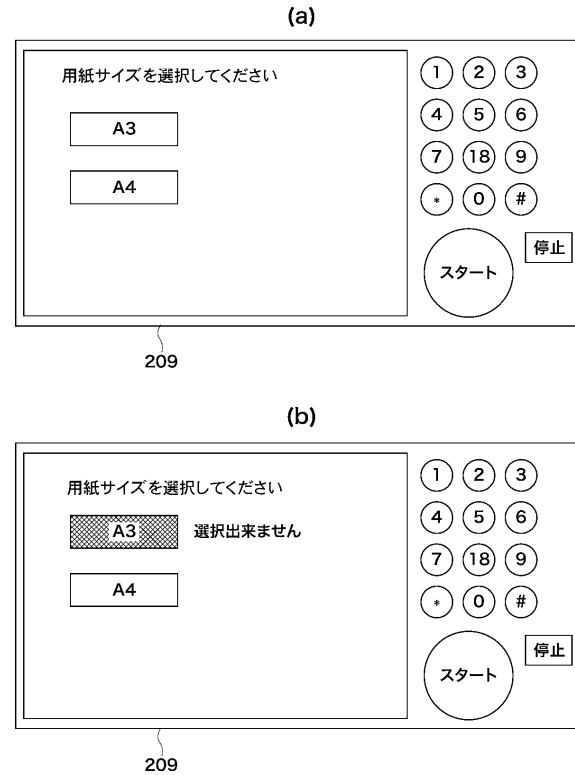 (a)
用紙サイズを選択してください
A3
A4
1 2 3
4 5 6
7 18 9
* 0 #
スタート
停止
209
(b)
用紙サイズを選択してください
A3 選択出来ません
A4
1 2 3
4 5 6
7 18 9
* 0 #
スタート
停止
209